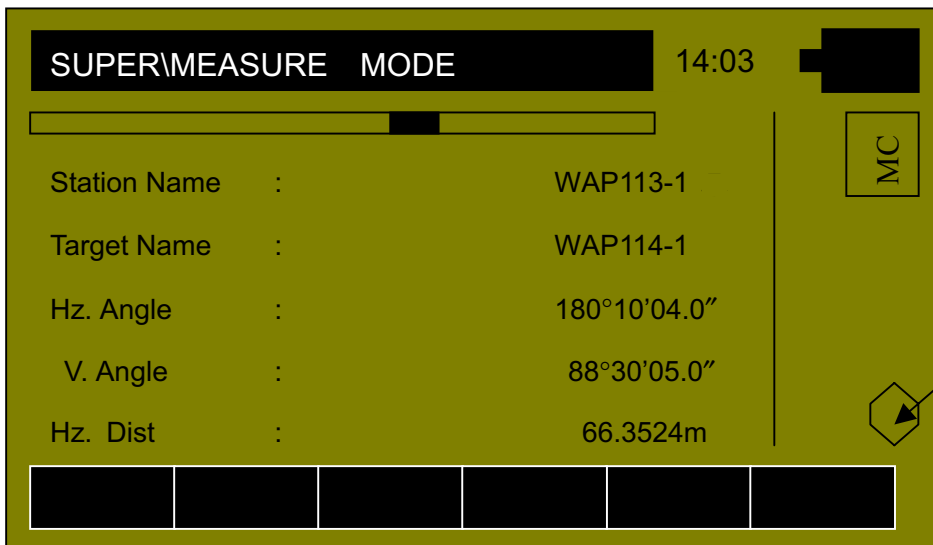 SUPER\MEASURE MODE 14:03
MC
Station Name : WAP113-1
Target Name : WAP114-1
Hz. Angle : 180°10’04.0″
V. Angle : 88°30’05.0″
Hz. Dist : 66.3524m